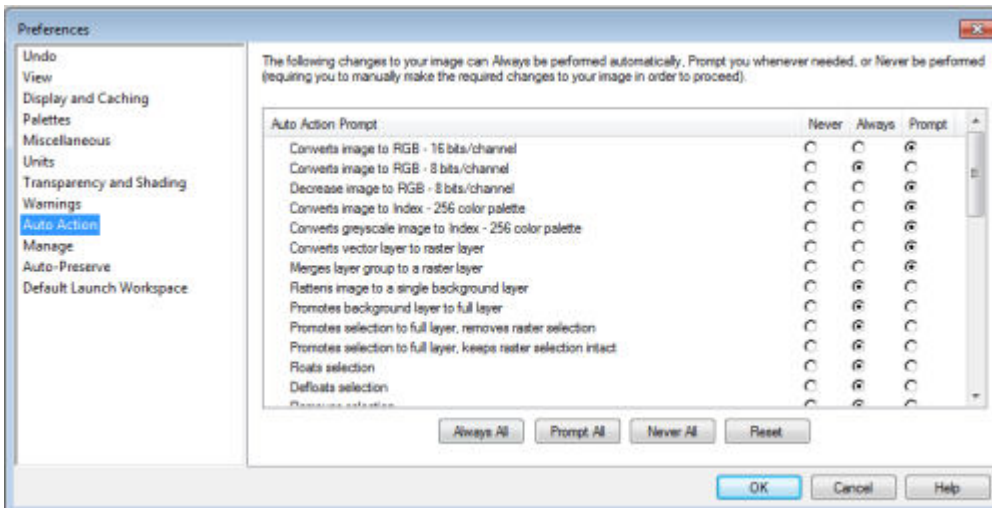 Preferences
Undo
View
Display and Caching
Palettes
Miscellaneous
Units
Transparency and Shading
Warnings
Auto Action
Manage
Auto-Preserve
Default Launch Workspace
The following changes to your image can Always be performed automatically, Prompt you whenever needed, or Never be performed
(requiring you to manually make the required changes to your image in order to proceed).
Auto Action Prompt Never Always Prompt
Converts image to RGB - 16 bits/channel
Converts image to RGB - 8 bits/channel
Decrease image to RGB - 8 bits/channel
Converts image to Index - 256 color palette
Converts greyscale image to Index - 256 color palette
Converts vector layer to raster layer
Merges layer group to a raster layer
Flattens image to a single background layer
Promotes background layer to full layer
Promotes selection to full layer, removes raster selection
Promotes selection to full layer, keeps raster selection intact
Floats selection
Defloats selection
Removes selection
Always All Prompt All Never All Reset
OK Cancel Help